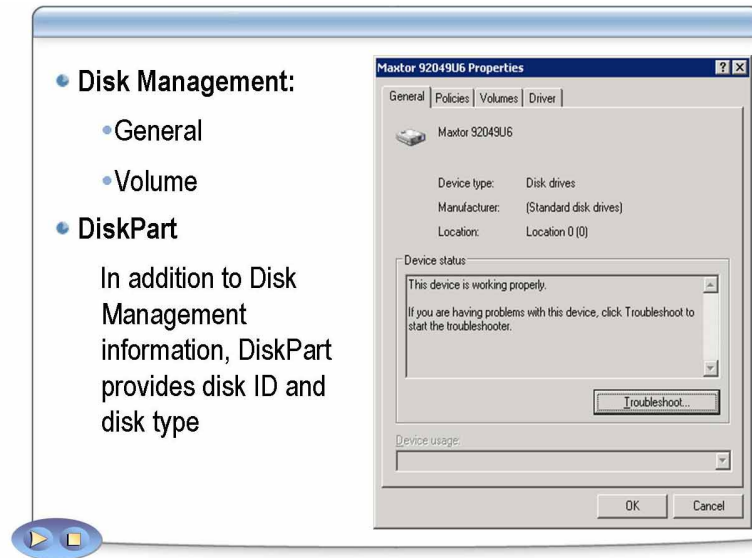 Disk Management:
General
Volume
DiskPart
In addition to Disk
Management
information, DiskPart
provides disk ID and
disk type
Maxtor 92049U6 Properties
General Policies Volumes Driver
Maxtor 92049U6
Device type: Disk drives
Manufacturer: (Standard disk drives)
Location: Location 0 (0)
Device status
This device is working properly.
If you are having problems with this device, click Troubleshoot to
start the troubleshooter.
Troubleshoot...
Device usage:
OK Cancel